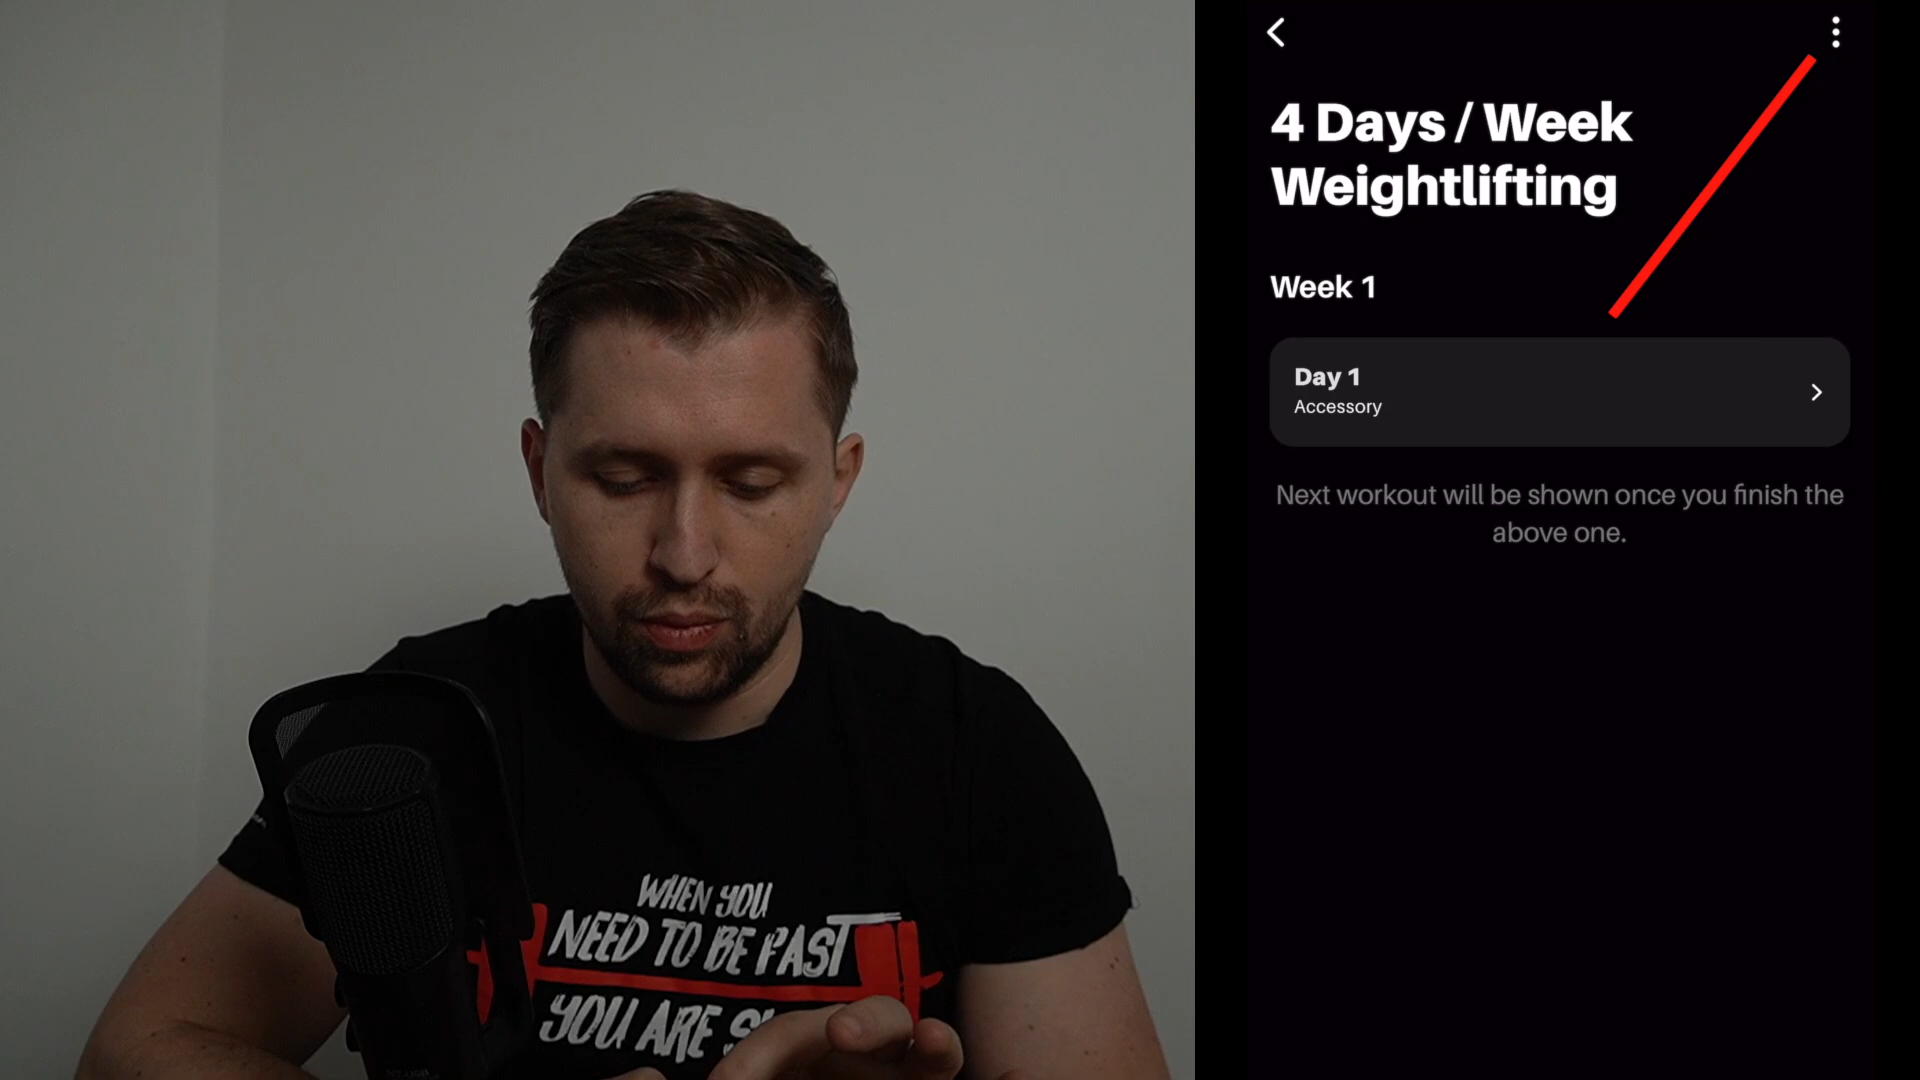 WHEN YOU
NEED TO BE FAST
YOU ARE
4 Days / Week
Weightlifting
Week 1
Day 1
Accessory
Next workout will be shown once you finish the
above one.